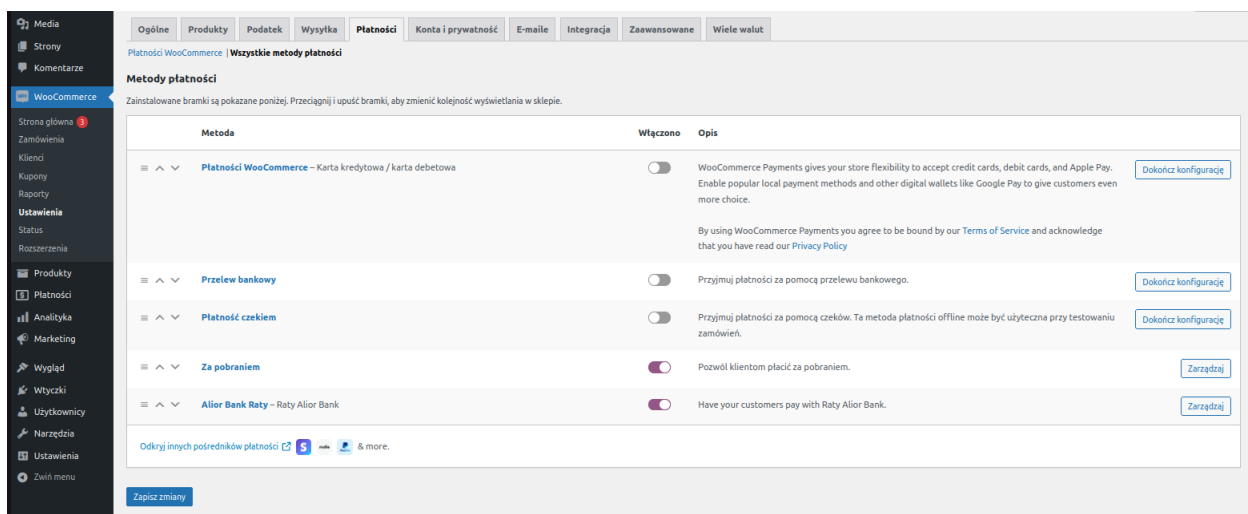 Media
Strony
Komentarze
WooCommerce
Strona główna 3
Zamówienia
Klienci
Kupony
Raporty
Ustawienia
Status
Rozszerzenia
Produkty
Płatności
Analityka
Marketing
Wygląd
Wtyczki
Użytkownicy
Narzędzia
Ustawienia
Zwiń menu
Ogólne Produkty Podatek Wysyłka Płatności Konta i prywatność E-maile Integracja Zaawansowane Wiele walut
Płatności WooCommerce | Wszystkie metody płatności
Metody płatności
Zainstalowane bramki są pokazane poniżej. Przeciągnij i upuść bramki, aby zmienić kolejność wyświetlania w sklepie.
Metoda Włączono Opis
Płatności WooCommerce – Karta kredytowa / karta debetowa
WooCommerce Payments gives your store flexibility to accept credit cards, debit cards, and Apple Pay.
Enable popular local payment methods and other digital wallets like Google Pay to give customers even
more choice.
By using WooCommerce Payments you agree to be bound by our Terms of Service and acknowledge
that you have read our Privacy Policy
Dokończ konfigurację
Przelew bankowy
Przyjmuj płatności za pomocą przelewu bankowego.
Dokończ konfigurację
Płatność czekiem
Przyjmuj płatności za pomocą czeków. Ta metoda płatności offline może być użyteczna przy testowaniu
zamówień.
Dokończ konfigurację
Za pobraniem
Pozwól klientom płacić za pobraniem.
Zarządzaj
Alior Bank Raty – Raty Alior Bank
Have your customers pay with Raty Alior Bank.
Zarządzaj
Odkryj innych pośredników płatności S & more.
Zapisz zmiany